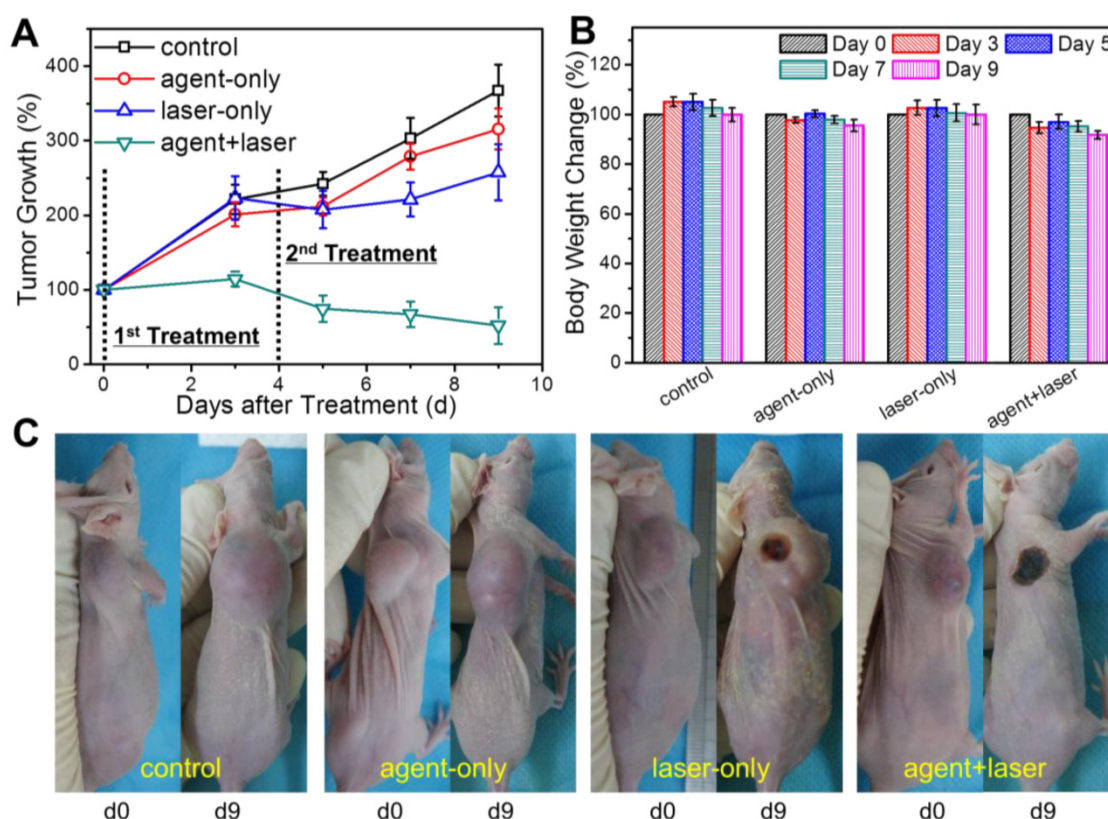 A
control
agent-only
laser-only
agent+laser
Tumor Growth (%)
400
300
200
100
0
1st Treatment
2nd Treatment
0 2 4 6 8 10
Days after Treatment (d)
B
Day 0 Day 3 Day 5
Day 7 Day 9
Body Weight Change (%)
120
100
80
60
40
20
0
control agent-only laser-only agent+laser
C
control agent-only laser-only agent+laser
d0 d9 d0 d9 d0 d9 d0 d9